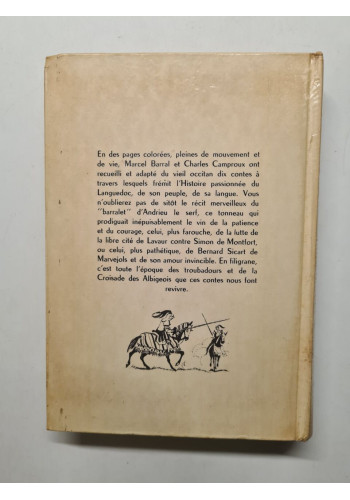 En des pages colorées, pleines de mouvement et
de vie, Marcel Barral et Charles Camproux ont
recueilli et adapté du vieil occitan dix contes à
travers lesquels frémit l'Histoire passionnée du
Languedoc, de son peuple, de sa langue. Vous
n'oublierez pas de vitôt le récit merveilleux du
"barralet" d'Andrieu le serf, ce tonneau qui
prodiguait inépuisablement le vin de la patience
et du courage, celui, plus farouche, de la lutte de
la libre cité de Lavaur contre Simon de Montfort,
ou celui, plus pathétique, de Bernard Sicart de
Marvejols et de son amour invincible. En filigrane,
c'est toute l'époque des troubadours et de la
Croisade des Albigeois que ces contes nous font
revivre.